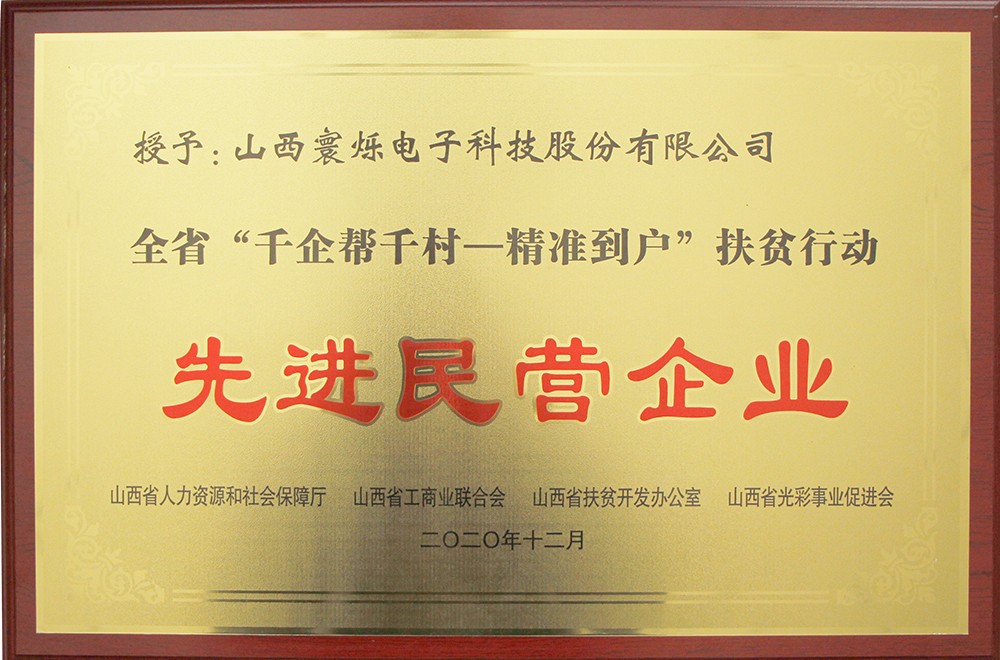 授予：山西寰烁电子科技股份有限公司
全省“千企帮千村—精准到户”扶贫行动
先进民营企业
山西省人力资源和社会保障厅 山西省工商业联合会 山西省扶贫开发办公室 山西省光彩事业促进会
二〇二〇年十二月